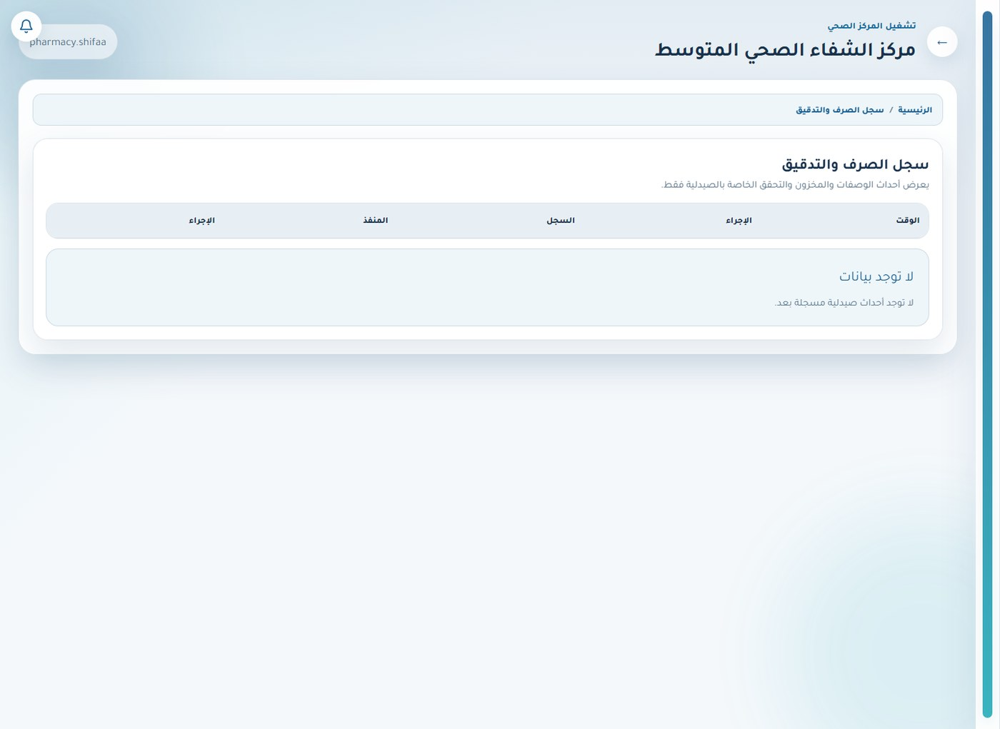 تشغيل المركز الصحي
مركز الشفاء الصحي المتوسط
←
pharmacy.shifaa
الرئيسية / سجل الصرف والتدقيق
سجل الصرف والتدقيق
يعرض أحداث الوصفات والمخزون والتحقق الخاصة بالصيدلية فقط.
الوقت الإجراء السجل المنفذ الإجراء
لا توجد بيانات
لا توجد أحداث صيدلية مسجلة بعد.